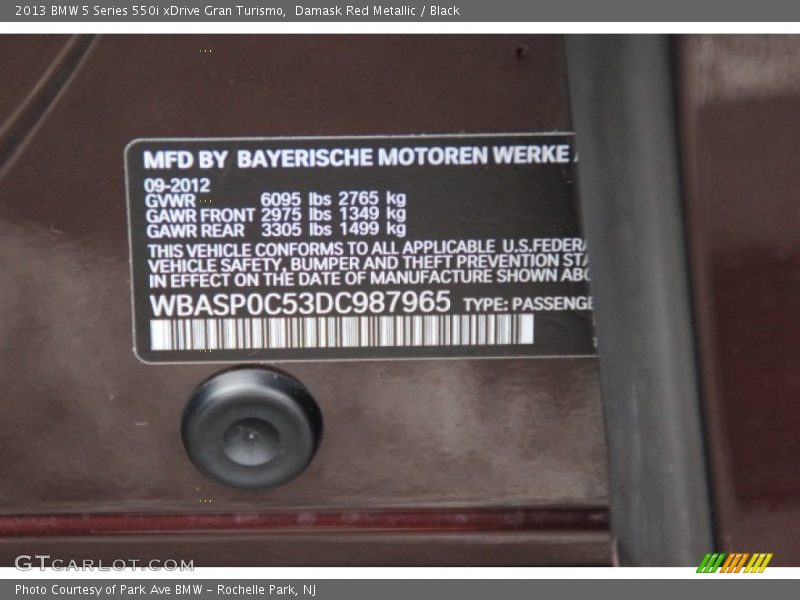 2013 BMW 5 Series 550i xDrive Gran Turismo,  Damask Red Metallic / Black
MFD BY BAYERISCHE MOTOREN WERKE
09-2012
GVWR 6095 lbs 2765 kg
GAWR FRONT 2975 lbs 1349 kg
GAWR REAR 3305 lbs 1499 kg
THIS VEHICLE CONFORMS TO ALL APPLICABLE U.S.FEDERA
VEHICLE SAFETY, BUMPER AND THEFT PREVENTION STA
IN EFFECT ON THE DATE OF MANUFACTURE SHOWN ABO
WBASP0C53DC987965 TYPE: PASSENGE
GTCARLOT.COM
Photo Courtesy of Park Ave BMW - Rochelle Park, NJ